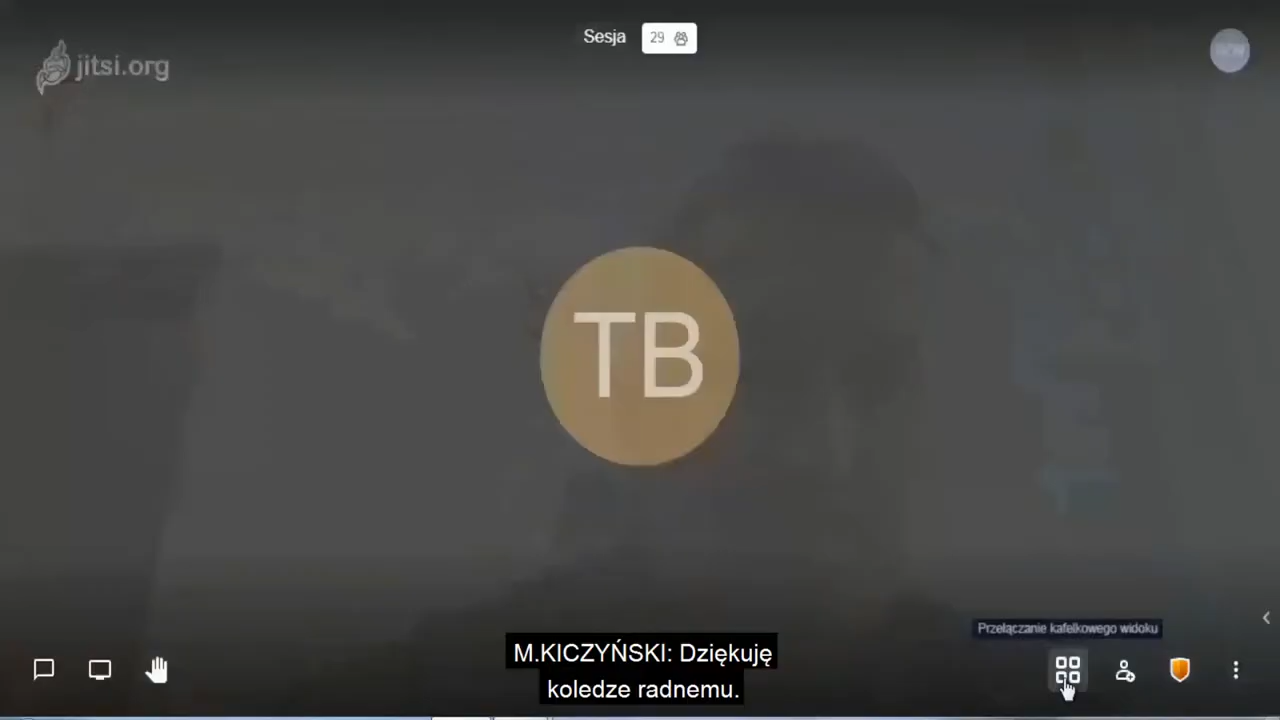 Sesja 29
jitsi.org
TB
Przełączanie kafelkowego widoku
M.KICZYŃSKI: Dziękuję
koledze radnemu.